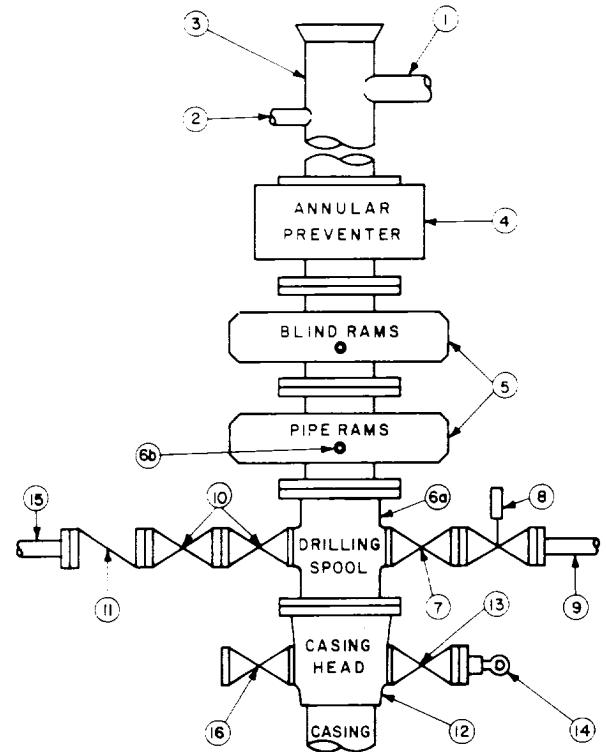 1
3
2
ANNULAR
PREVENTER
4
BLIND RAMS
5
PIPE RAMS
6b
15
10
6a
8
DRILLING
SPOOL
11
7
9
13
CASING
HEAD
16
12
14
CASING